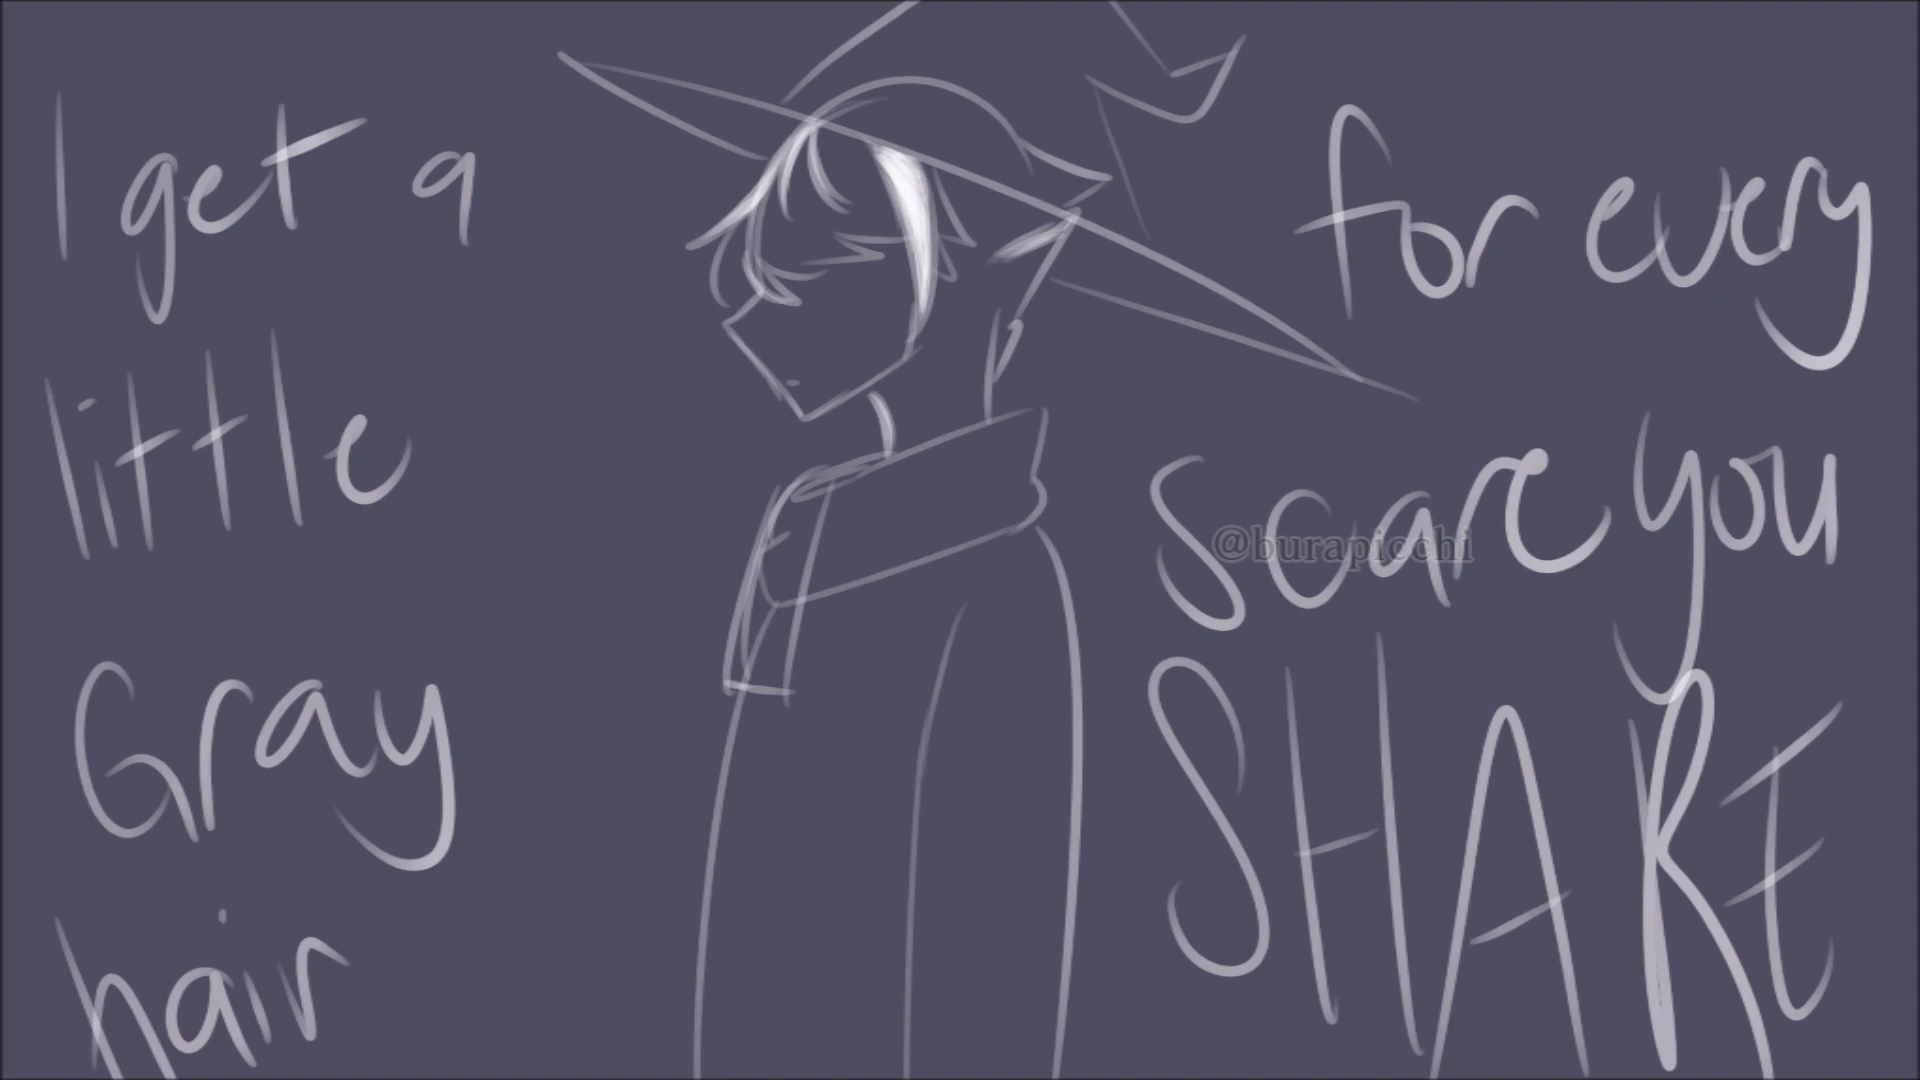 I get a
little
Gray
hair
for every
scare you
SHARE
@burapicchi